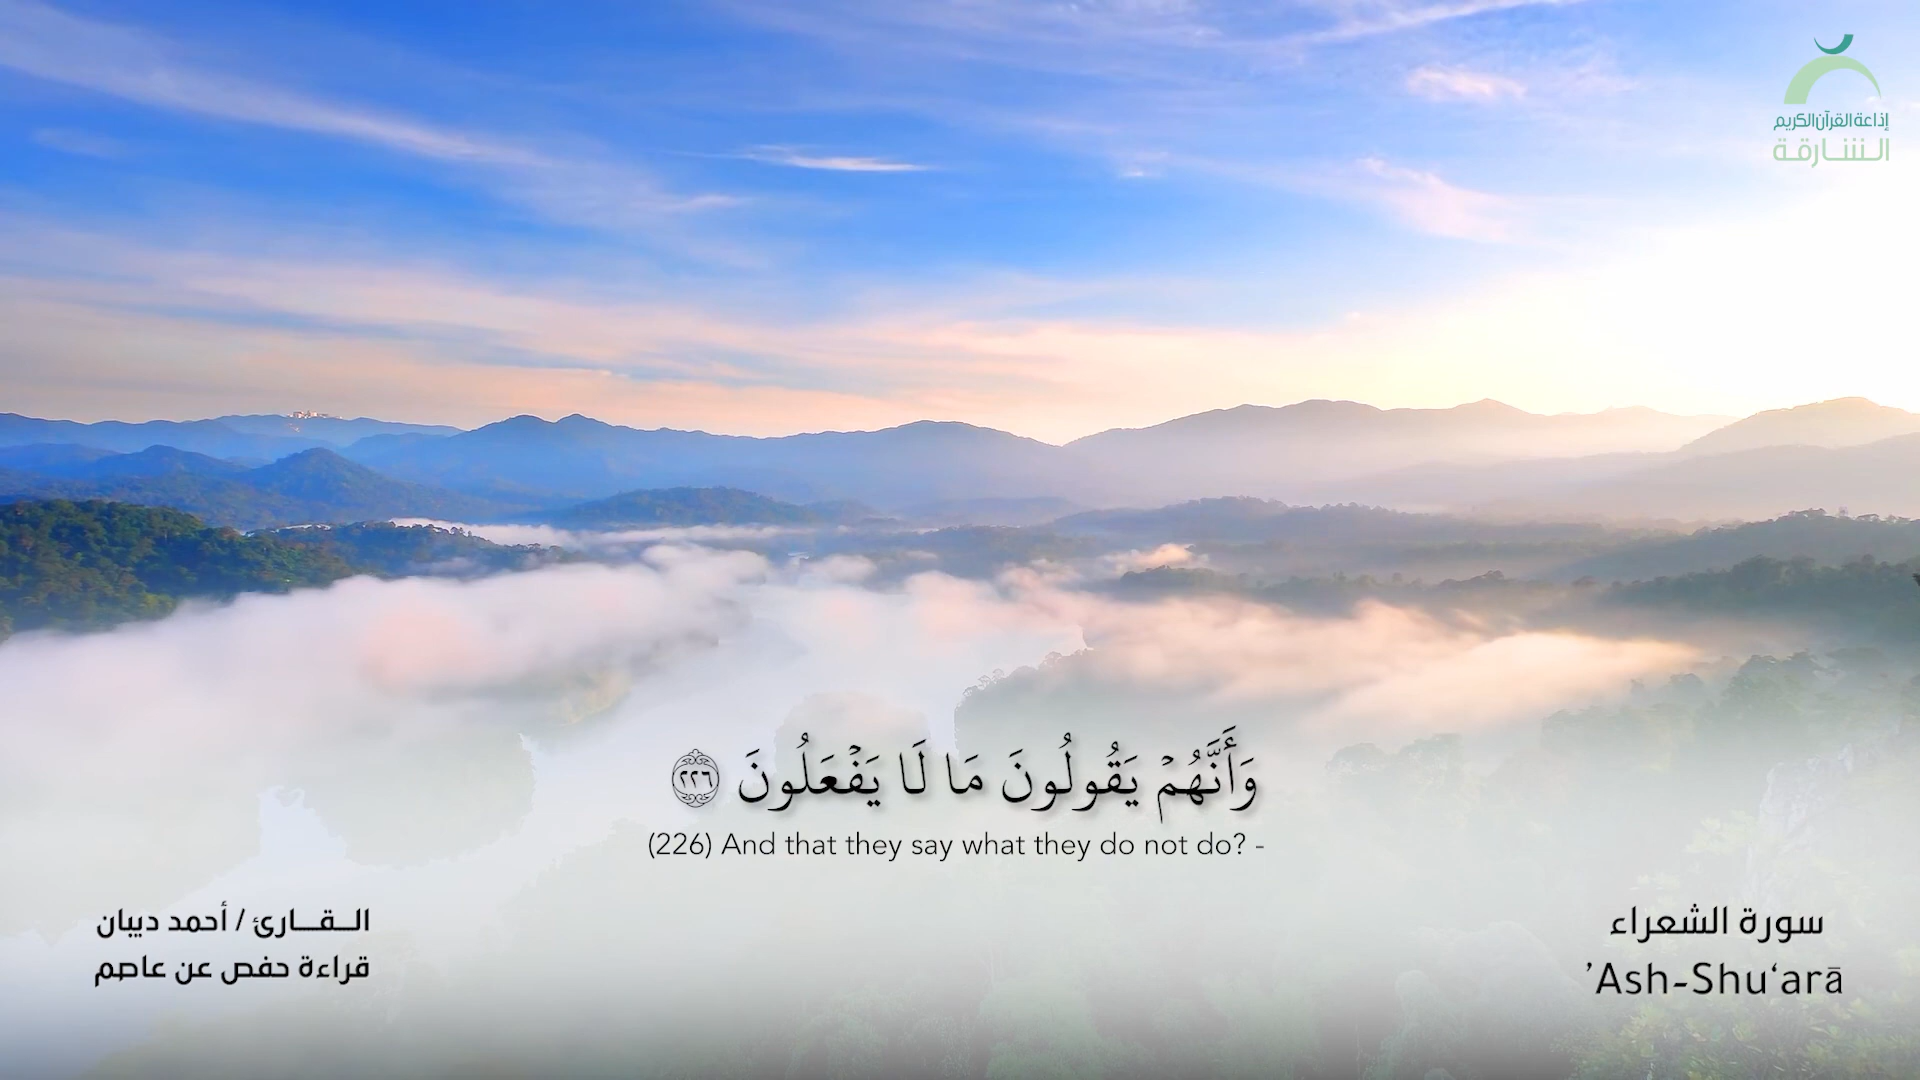 إذاعة القرآن الكريم
الشارقة
وَأَنَّهُمْ يَقُولُونَ مَا لَا يَفْعَلُونَ ٢٢٦
(226) And that they say what they do not do? -
القارئ / أحمد ديبان
قراءة حفص عن عاصم
سورة الشعراء
’Ash-Shu‘arā